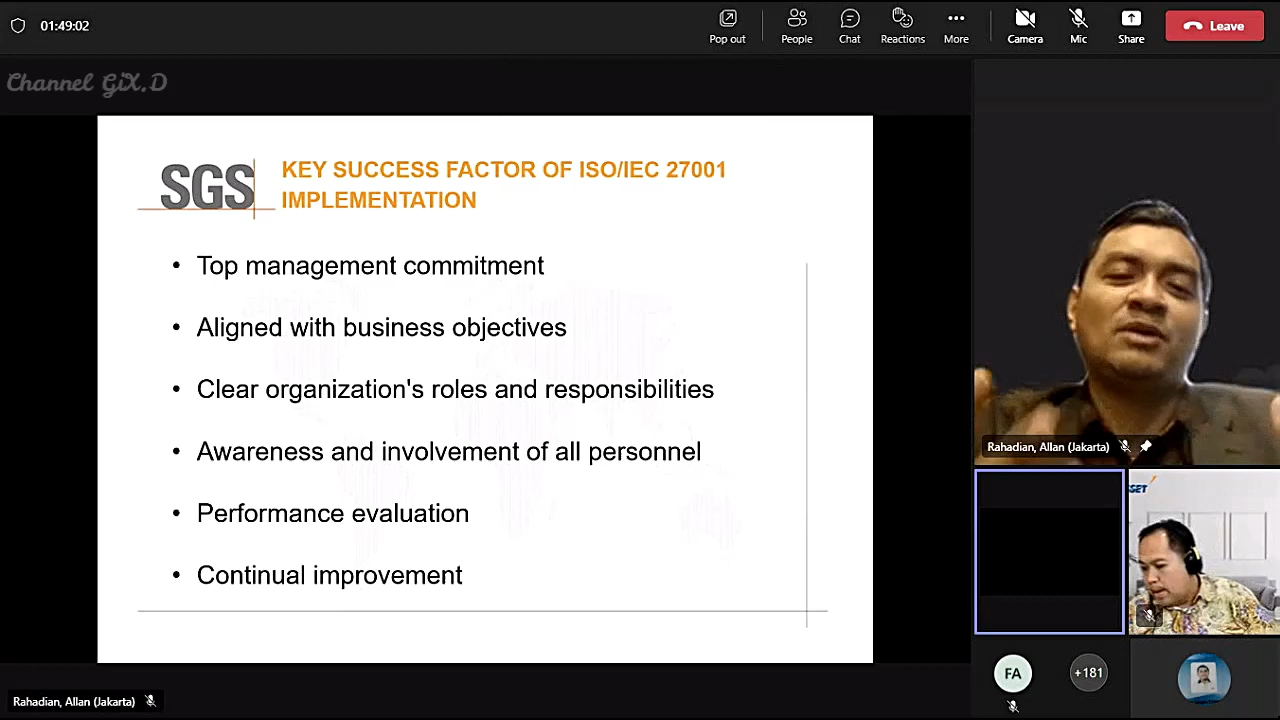 01:49:02
Pop out
People
Chat
Reactions
More
Camera
Mic
Share
Leave
Channel GiX.D
SGS
KEY SUCCESS FACTOR OF ISO/IEC 27001
IMPLEMENTATION
• Top management commitment
• Aligned with business objectives
• Clear organization's roles and responsibilities
• Awareness and involvement of all personnel
• Performance evaluation
• Continual improvement
Rahadian, Allan (Jakarta)
SSET
FA
+181
Rahadian, Allan (Jakarta)